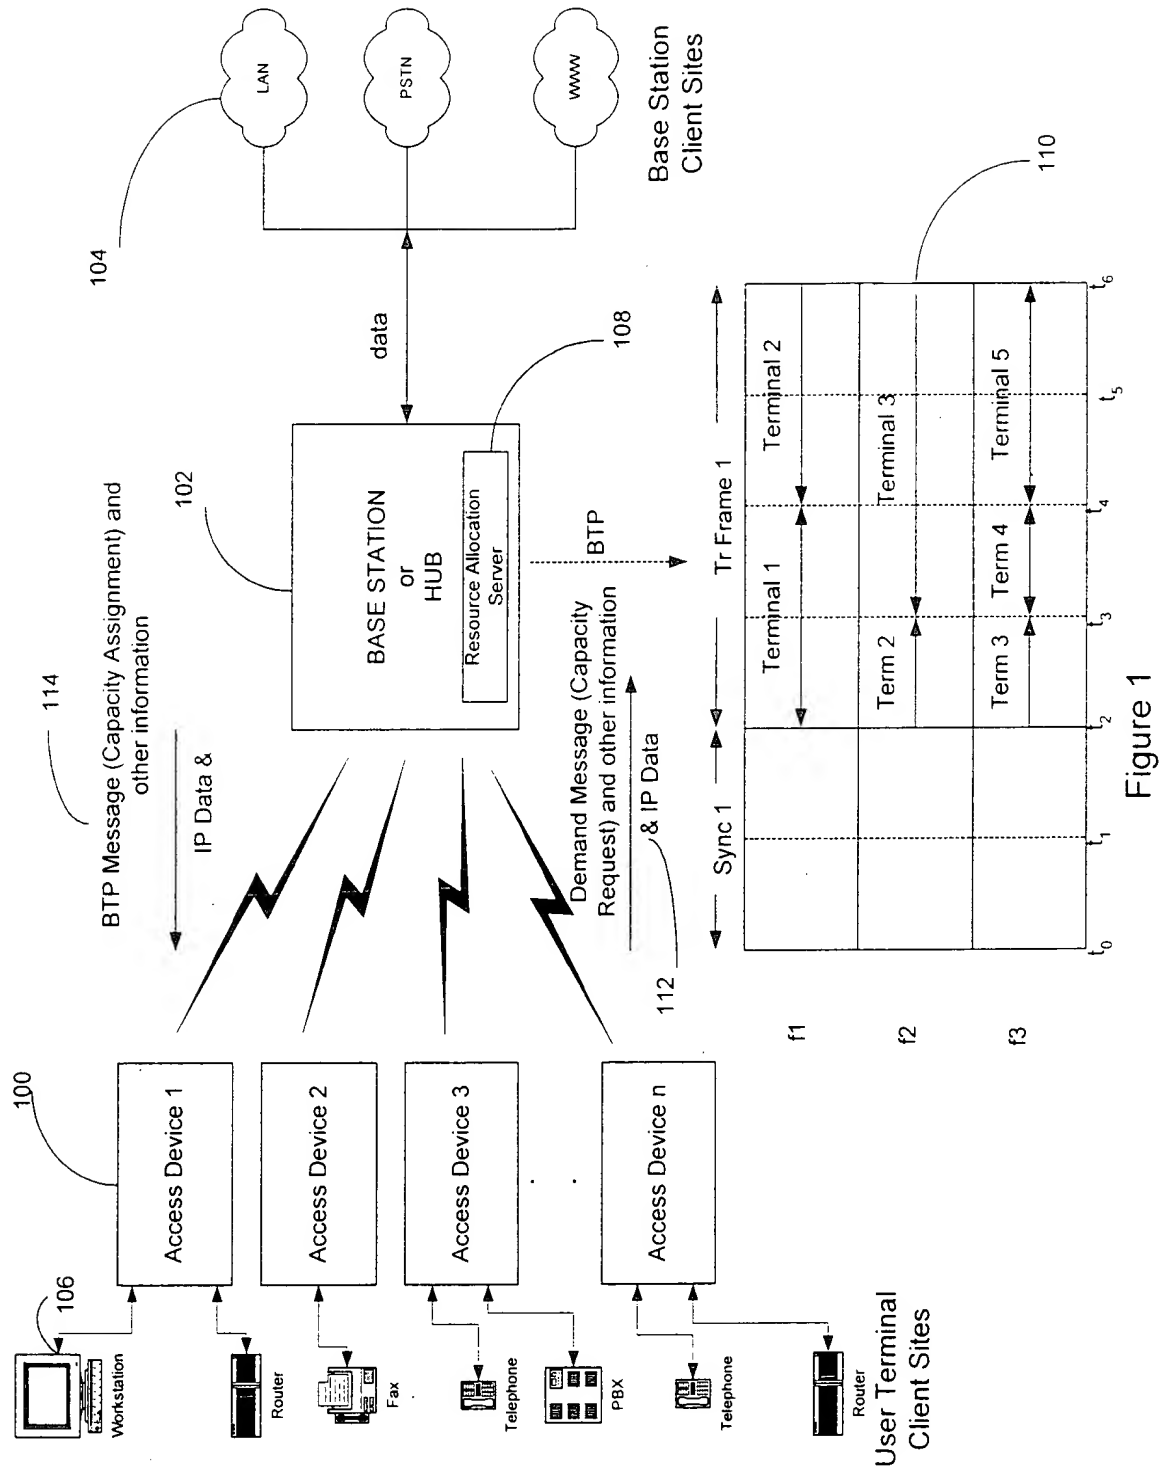 106
Workstation
Router
Fax
Telephone
PBX
Telephone
Router
User Terminal
Client Sites
100
Access Device 1
Access Device 2
Access Device 3
Access Device n
114
BTP Message (Capacity Assignment) and
other information
IP Data &
Demand Message (Capacity
Request) and other information
& IP Data
112
102
BASE STATION
or
HUB
Resource Allocation
Server
108
BTP
data
104
LAN
PSTN
WWW
Base Station
Client Sites
110
Sync 1
Tr Frame 1
f1
Terminal 1
Terminal 2
f2
Term 2
Terminal 3
f3
Term 3
Term 4
Terminal 5
t0
t1
t2
t3
t4
t5
t6
Figure 1